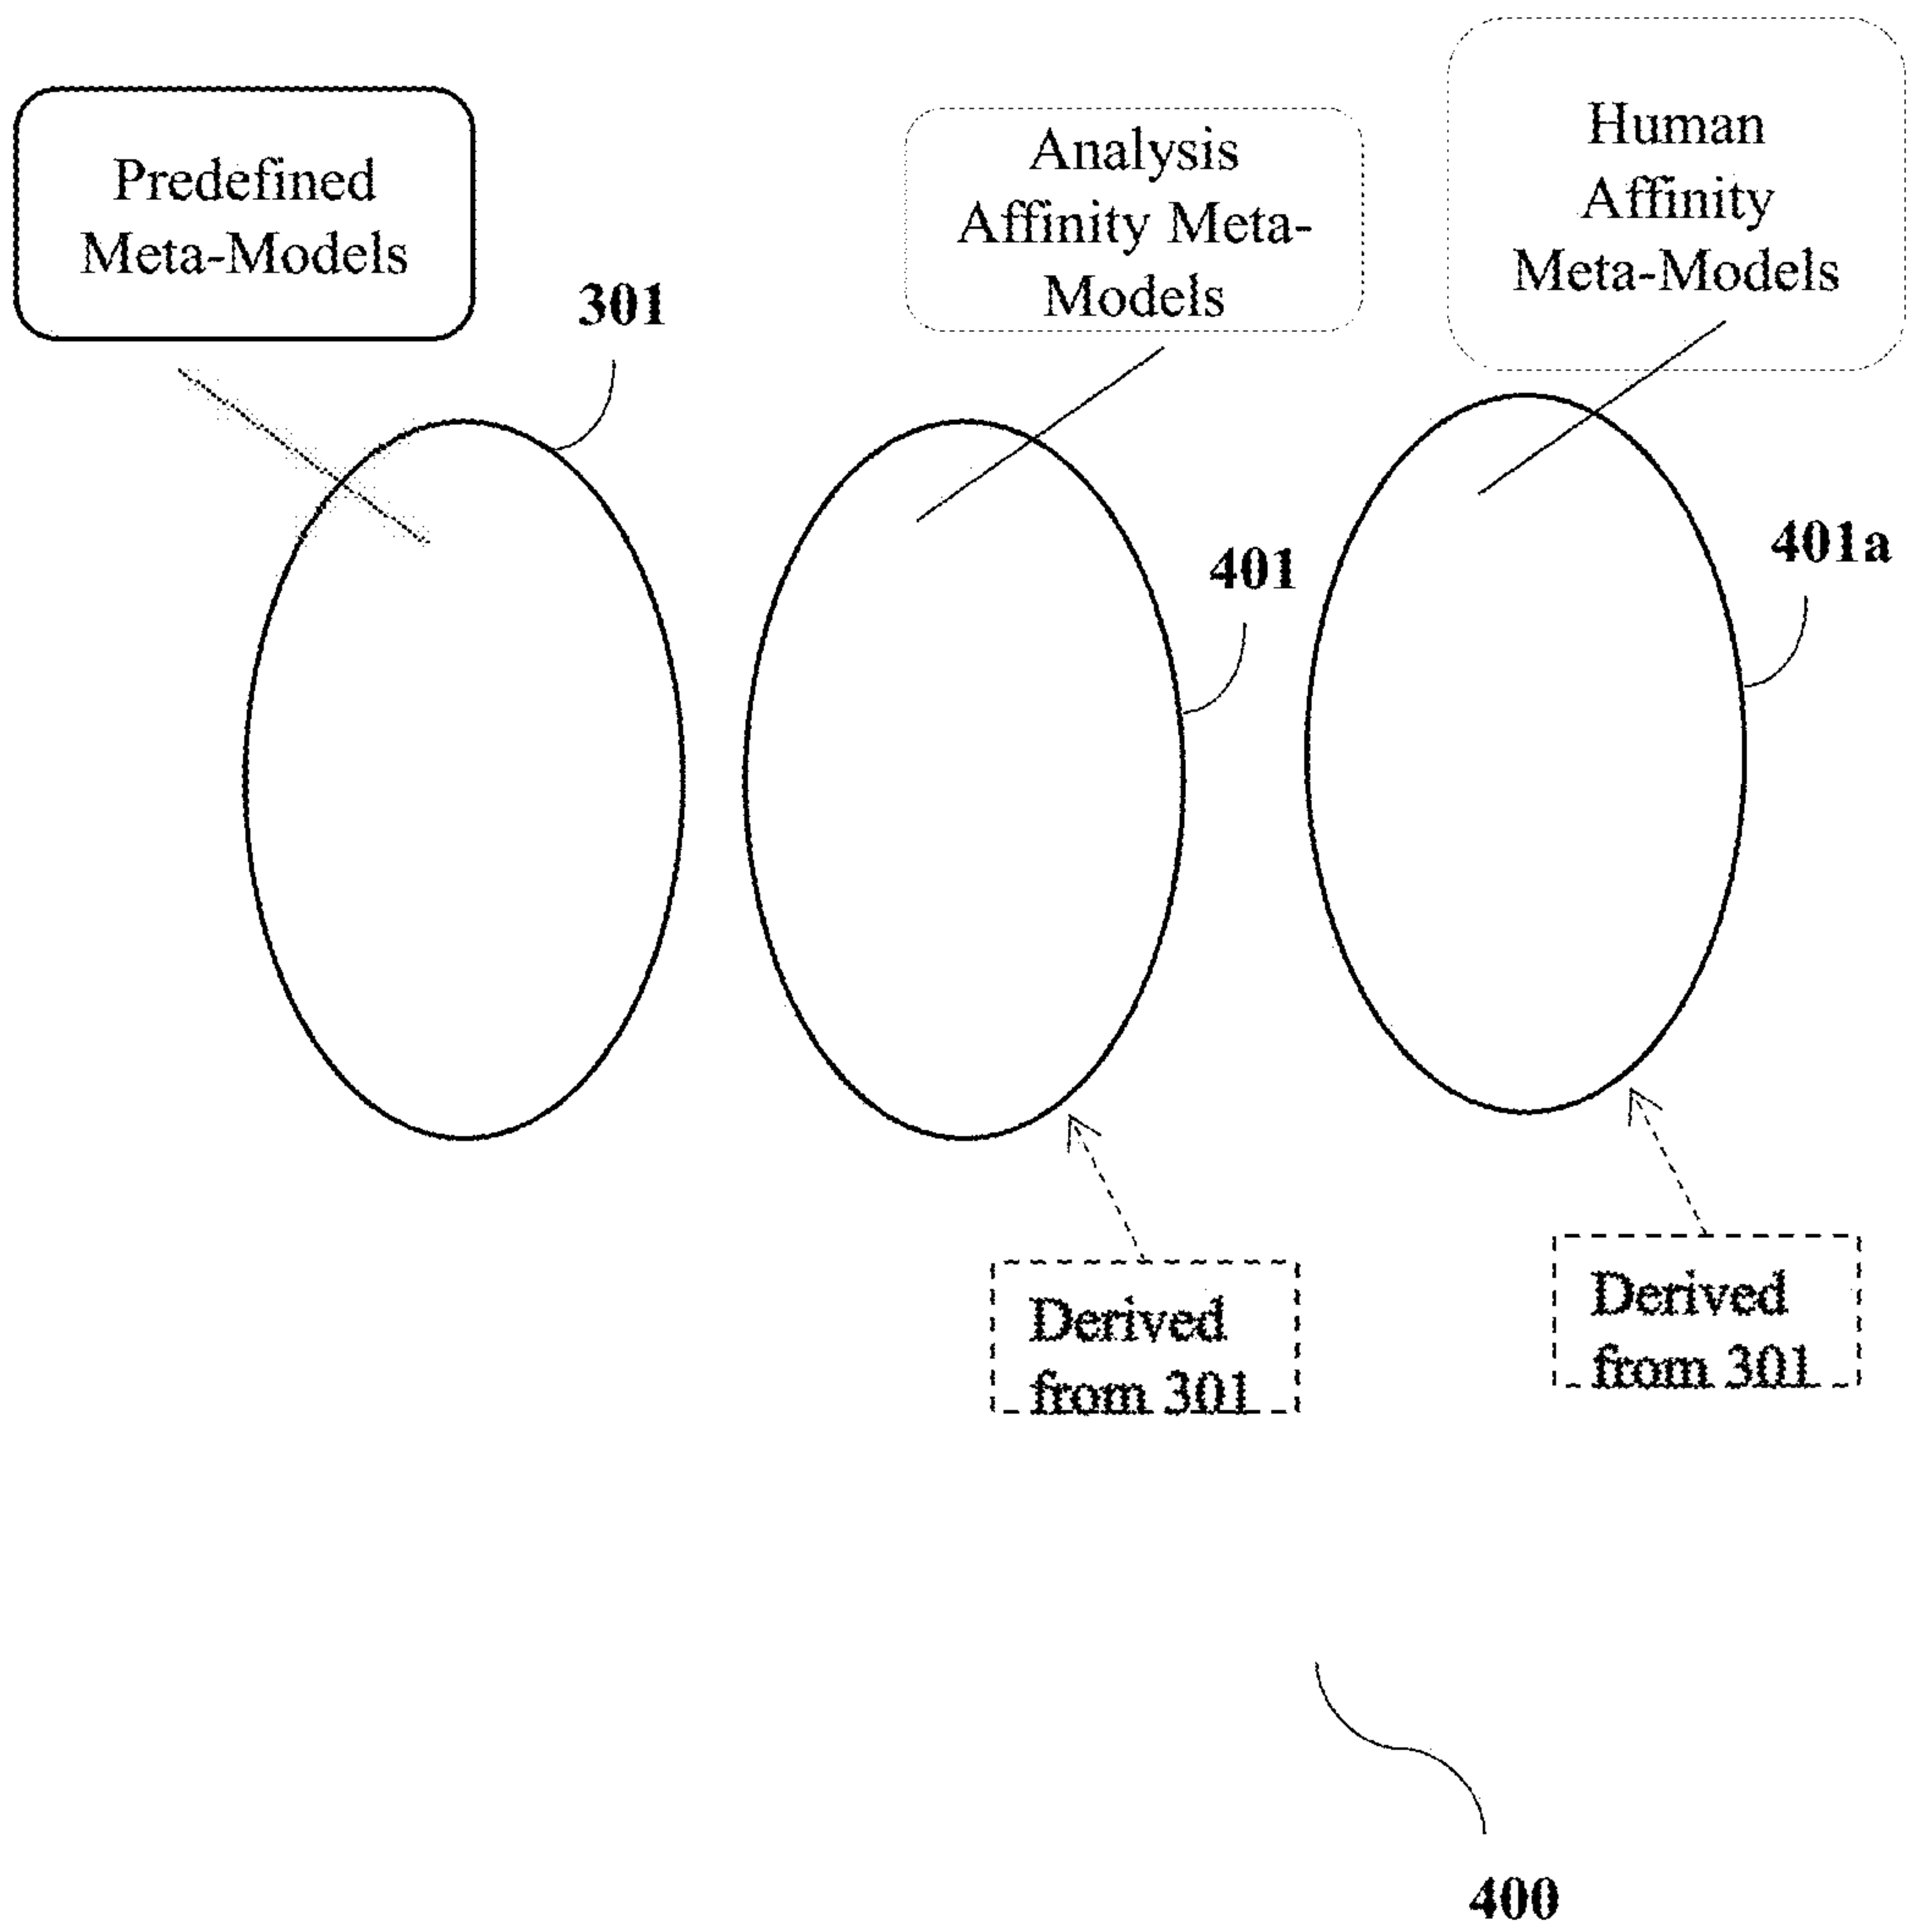 Predefined
Meta-Models
301
Analysis
Affinity Meta-
Models
Human
Affinity
Meta-Models
401
401a
Derived
from 301
Derived
from 301
400